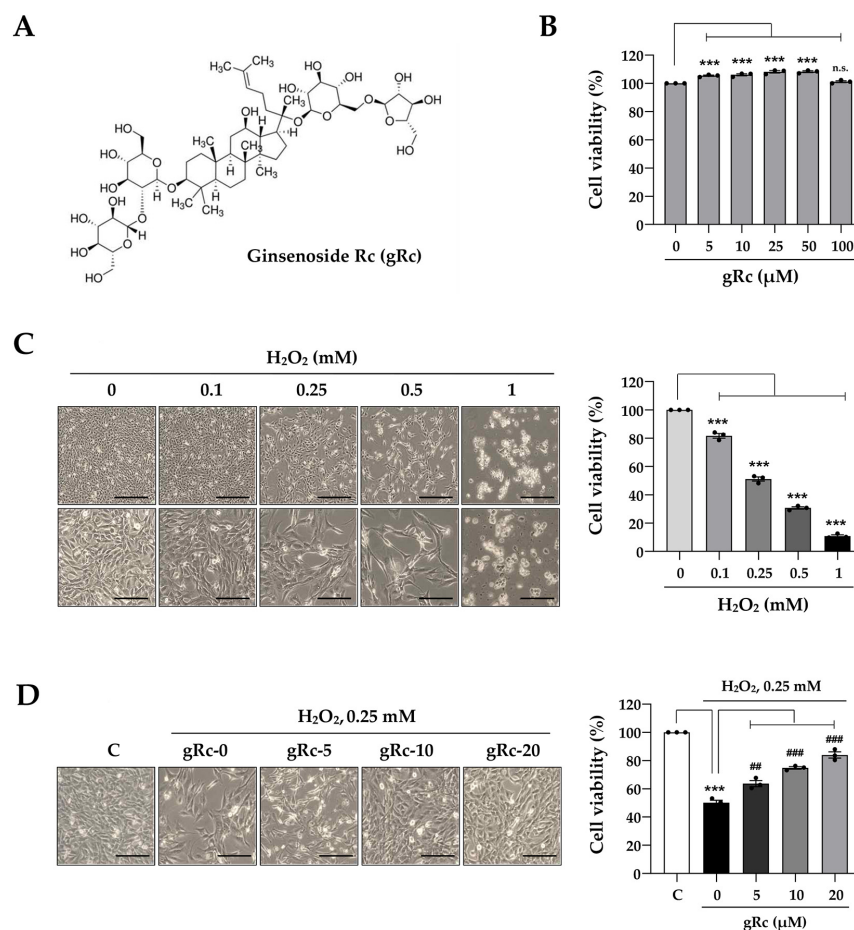 A
H₃C CH₃
HO
OH
HO
OH
H
O
OH
O
O
OH
OH
O
HO
CH₃
O
OH
H
H
H₃C
CH₃
H
CH₃
H
H₃C CH₃
O
H
O
HO
HO
HO
OH
O
HO
HO
HO
O
H
O
HO
Ginsenoside Rc (gRc)
B
Cell viability (%)
120
100
80
60
40
20
0
*** *** *** *** n.s.
0 5 10 25 50 100
gRc (µM)
C
H₂O₂ (mM)
0 0.1 0.25 0.5 1
Cell viability (%)
120
100
80
60
40
20
0
***
***
***
***
0 0.1 0.25 0.5 1
H₂O₂ (mM)
D
H₂O₂, 0.25 mM
C gRc-0 gRc-5 gRc-10 gRc-20
H₂O₂, 0.25 mM
Cell viability (%)
120
100
80
60
40
20
0
***
##
###
###
C 0 5 10 20
gRc (µM)